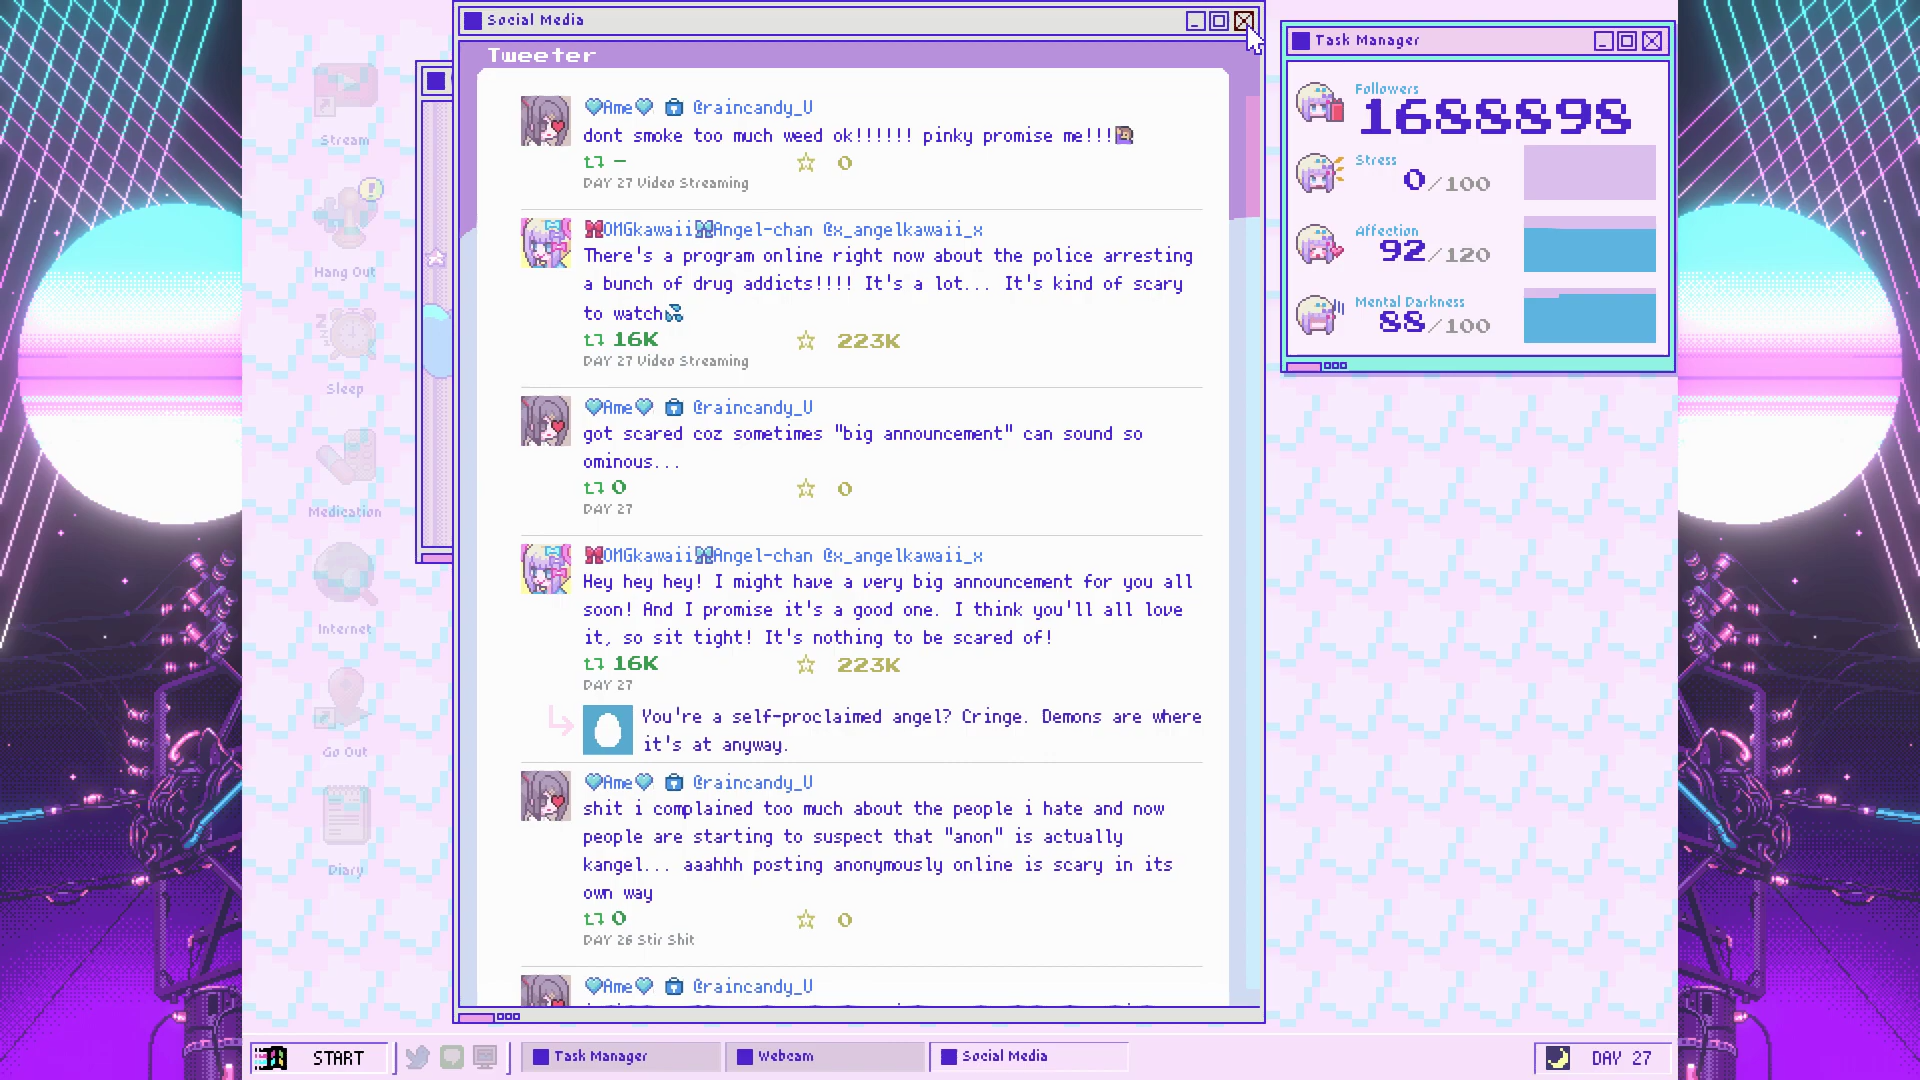 Social Media
Tweeter
Ame @raincandy_U
dont smoke too much weed ok!!!!!! pinky promise me!!!
—
0
DAY 27 Video Streaming
OMGkawaiiAngel-chan @x_angelkawaii_x
There's a program online right now about the police arresting
a bunch of drug addicts!!!! It's a lot... It's kind of scary
to watch
16K
223K
DAY 27 Video Streaming
Ame @raincandy_U
got scared coz sometimes "big announcement" can sound so
ominous...
0
0
DAY 27
OMGkawaiiAngel-chan @x_angelkawaii_x
Hey hey hey! I might have a very big announcement for you all
soon! And I promise it's a good one. I think you'll all love
it, so sit tight! It's nothing to be scared of!
16K
223K
DAY 27
You're a self-proclaimed angel? Cringe. Demons are where
it's at anyway.
Ame @raincandy_U
shit i complained too much about the people i hate and now
people are starting to suspect that "anon" is actually
kangel... aaahhh posting anonymously online is scary in its
own way
0
0
DAY 26 Stir Shit
Ame @raincandy_U
Task Manager
Followers
1688898
Stress
0/100
Affection
92/120
Mental Darkness
88/100
Stream
Hang Out
Sleep
Medication
Internet
Go Out
Diary
START
Task Manager
Webcam
Social Media
DAY 27